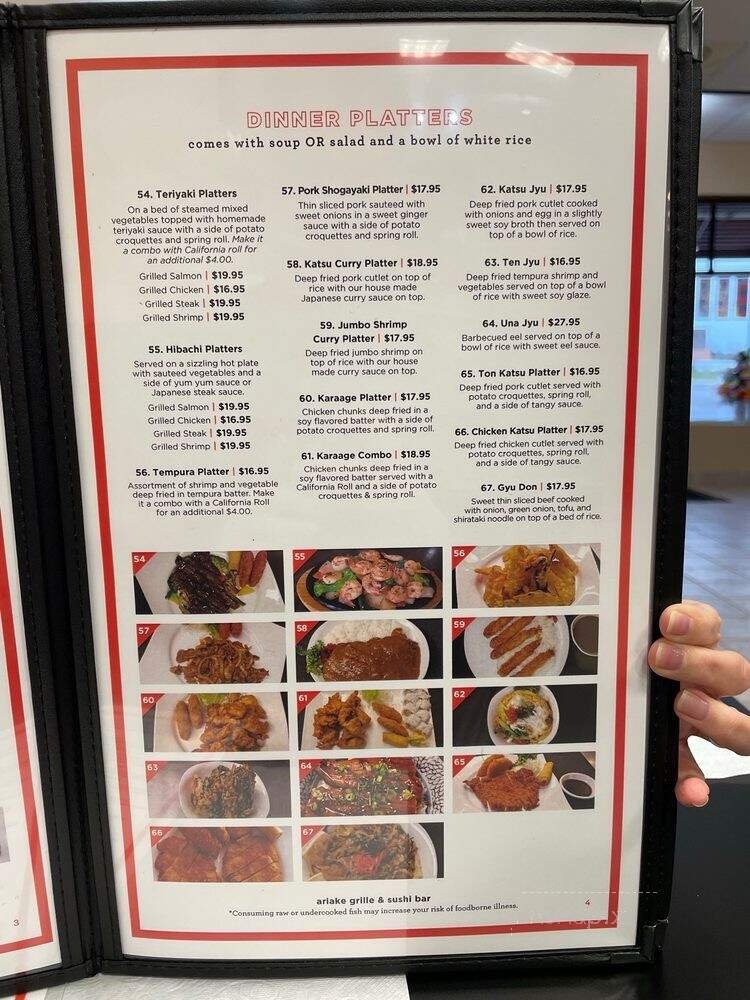 DINNER PLATTERS
comes with soup OR salad and a bowl of white rice
54. Teriyaki Platters
On a bed of steamed mixed
vegetables topped with homemade
teriyaki sauce with a side of potato
croquettes and spring roll. Make it
a combo with California roll for
an additional $4.00.
Grilled Salmon | $19.95
Grilled Chicken | $16.95
Grilled Steak | $19.95
Grilled Shrimp | $19.95
55. Hibachi Platters
Served on a sizzling hot plate
with sauteed vegetables and a
side of yum yum sauce or
Japanese steak sauce.
Grilled Salmon | $19.95
Grilled Chicken | $16.95
Grilled Steak | $19.95
Grilled Shrimp | $19.95
56. Tempura Platter | $16.95
Assortment of shrimp and vegetable
deep fried in tempura batter. Make
it a combo with a California Roll
for an additional $4.00.
57. Pork Shogayaki Platter | $17.95
Thin sliced pork sauteed with
sweet onions in a sweet ginger
sauce with a side of potato
croquettes and spring roll.
58. Katsu Curry Platter | $18.95
Deep fried pork cutlet on top of
rice with our house made
Japanese curry sauce on top.
59. Jumbo Shrimp
Curry Platter | $17.95
Deep fried jumbo shrimp on
top of rice with our house
made curry sauce on top.
60. Karaage Platter | $17.95
Chicken chunks deep fried in a
soy flavored batter with a side of
potato croquettes and spring roll.
61. Karaage Combo | $18.95
Chicken chunks deep fried in a
soy flavored batter served with a
California Roll and a side of potato
croquettes & spring roll.
62. Katsu Jyu | $17.95
Deep fried pork cutlet cooked
with onions and egg in a slightly
sweet soy broth then served on
top of a bowl of rice.
63. Ten Jyu | $16.95
Deep fried tempura shrimp and
vegetables served on top of a bowl
of rice with sweet soy glaze.
64. Una Jyu | $27.95
Barbecued eel served on top of a
bowl of rice with sweet eel sauce.
65. Ton Katsu Platter | $16.95
Deep fried pork cutlet served with
potato croquettes, spring roll,
and a side of tangy sauce.
66. Chicken Katsu Platter | $17.95
Deep fried chicken cutlet served with
potato croquettes, spring roll,
and a side of tangy sauce.
67. Gyu Don | $17.95
Sweet thin sliced beef cooked
with onion, green onion, tofu, and
shirataki noodle on top of a bed of rice.
54
55
56
57
58
59
60
61
62
63
64
65
66
67
ariake grille & sushi bar
*Consuming raw or undercooked fish may increase your risk of foodborne illness.
4
3